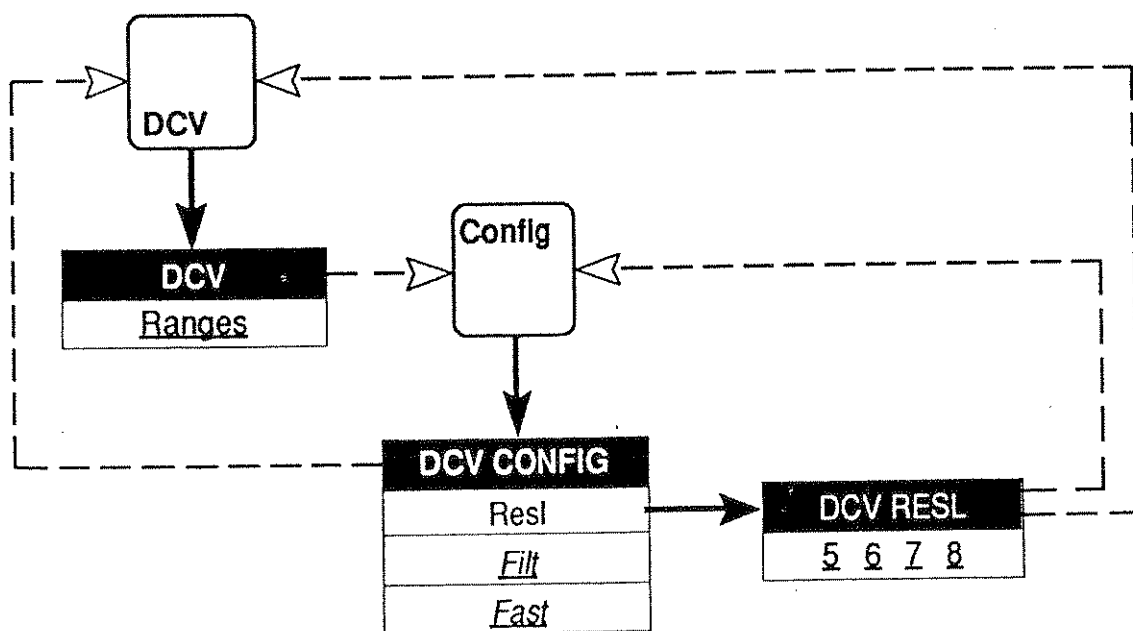 DCV
DCV
Ranges
Config
DCV CONFIG
Resl
Filt
Fast
DCV RESL
5 6 7 8